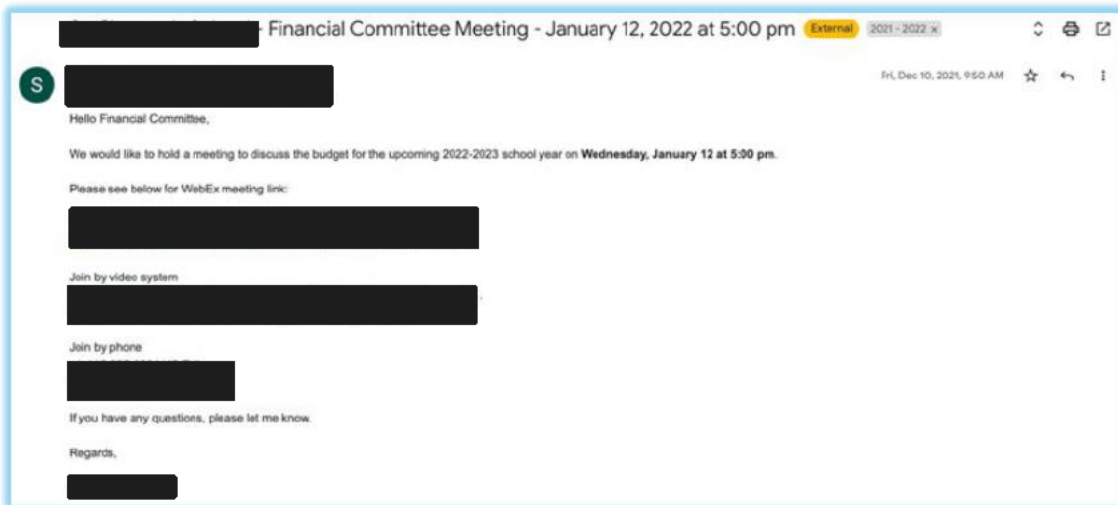 - Financial Committee Meeting - January 12, 2022 at 5:00 pm External 2021 - 2022 x
S
Fri, Dec 10, 2021, 9:50 AM
Hello Financial Committee,
We would like to hold a meeting to discuss the budget for the upcoming 2022-2023 school year on Wednesday, January 12 at 5:00 pm.
Please see below for WebEx meeting link:
Join by video system
Join by phone
If you have any questions, please let me know.
Regards,